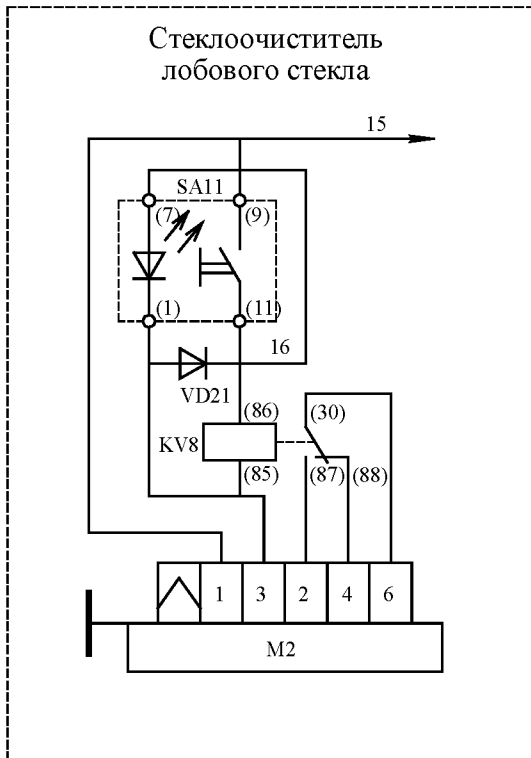 Стеклоочиститель
лобового стекла
15
SA11
(7)
(9)
(1)
(11)
16
VD21
(86)
(30)
KV8
(85)
(87)
(88)
1
3
2
4
6
M2